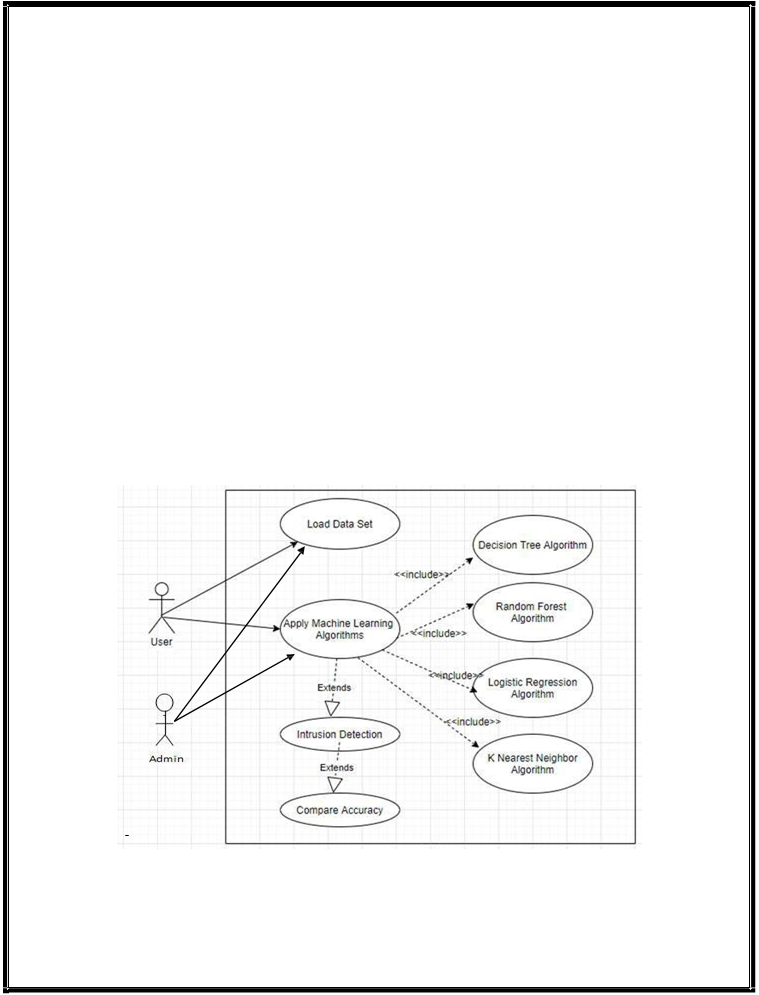 Load Data Set
Decision Tree Algorithm
<<include>>
User
Apply Machine Learning
Algorithms
Random Forest
Algorithm
<<include>>
Extends
<<include>>
Logistic Regression
Algorithm
Admin
Intrusion Detection
<<include>>
K Nearest Neighbor
Algorithm
Extends
Compare Accuracy